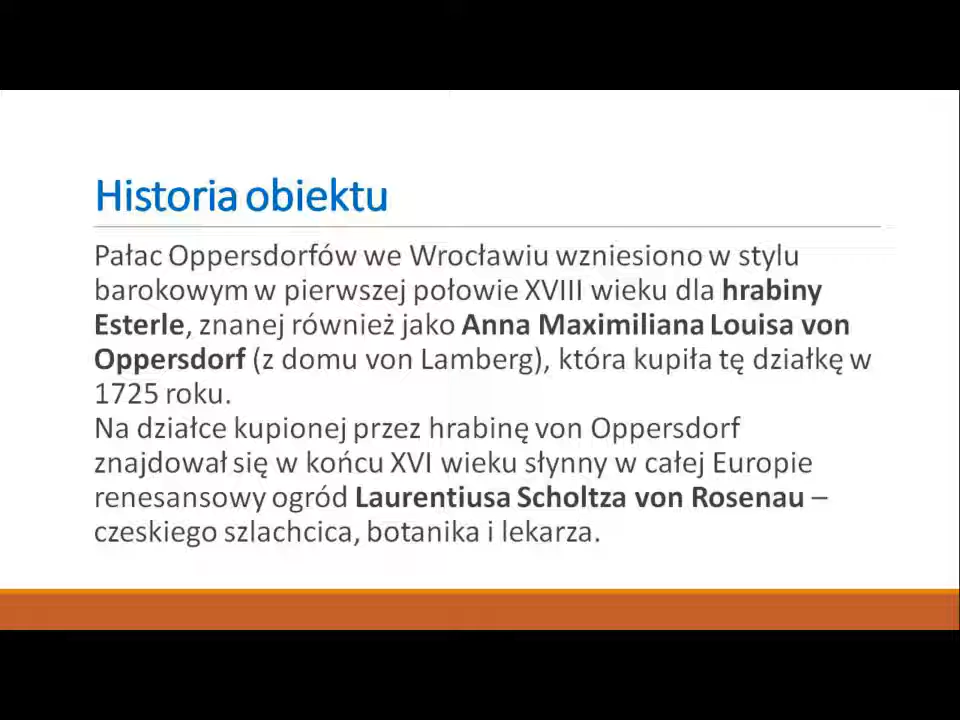 Historia obiektu
Pałac Oppersdorfów we Wrocławiu wzniesiono w stylu
barokowym w pierwszej połowie XVIII wieku dla hrabiny
Esterle, znanej również jako Anna Maximiliana Louisa von
Oppersdorf (z domu von Lamberg), która kupiła tę działkę w
1725 roku.
Na działce kupionej przez hrabinę von Oppersdorf
znajdował się w końcu XVI wieku słynny w całej Europie
renesansowy ogród Laurentiusa Scholtza von Rosenau –
czeskiego szlachcica, botanika i lekarza.